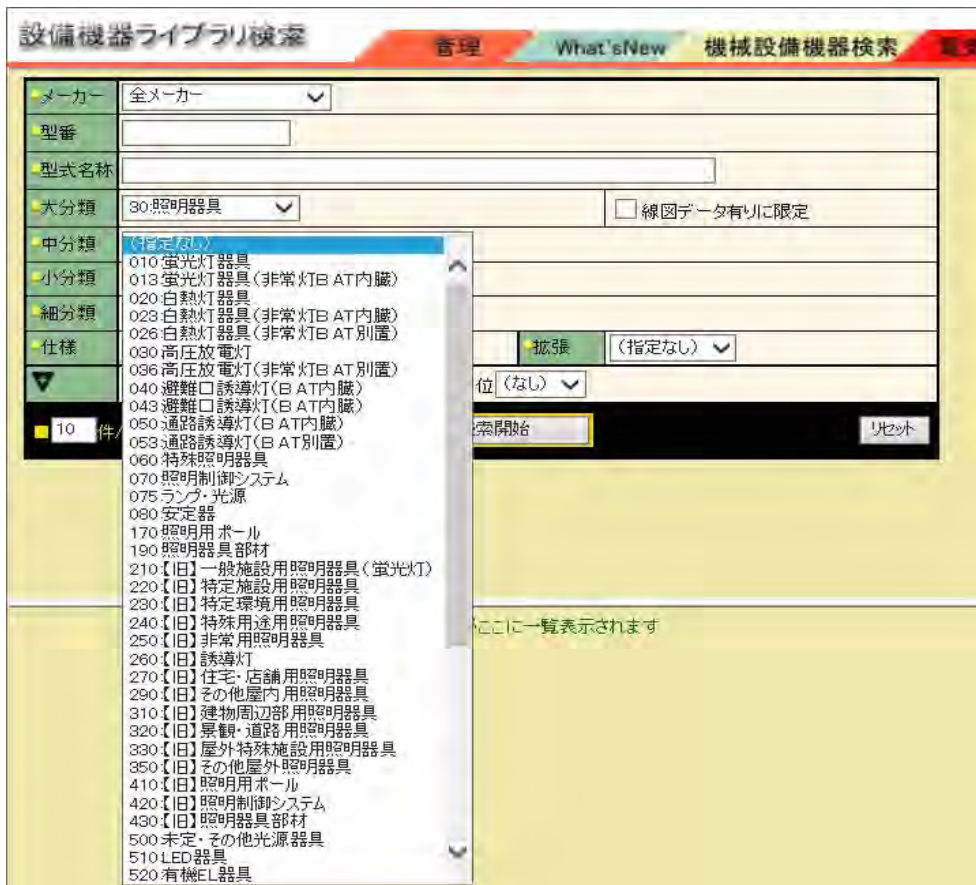 設備機器ライブラリ検索
管理 What'sNew 機械設備機器検索
メーカー 全メーカー
型番
型式名称
大分類 30:照明器具 線図データ有りに限定
中分類 (指定なし)
小分類
細分類
仕様 拡張 (指定なし)
位 (なし)
10 件/ 索開始 リセット
010:蛍光灯器具
013:蛍光灯器具(非常灯BAT内臓)
020:白熱灯器具
023:白熱灯器具(非常灯BAT内臓)
026:白熱灯器具(非常灯BAT別置)
030:高圧放電灯
036:高圧放電灯(非常灯BAT別置)
040:避難口誘導灯(BAT内臓)
043:避難口誘導灯(BAT内臓)
050:通路誘導灯(BAT内臓)
053:通路誘導灯(BAT別置)
060:特殊照明器具
070:照明制御システム
075:ランプ・光源
080:安定器
170:照明用ポール
190:照明器具部材
210:【旧】一般施設用照明器具(蛍光灯)
220:【旧】特定施設用照明器具
230:【旧】特定環境用照明器具
240:【旧】特殊用途用照明器具
250:【旧】非常用照明器具
260:【旧】誘導灯
270:【旧】住宅・店舗用照明器具
290:【旧】その他屋内用照明器具
310:【旧】建物周辺部用照明器具
320:【旧】景観・道路用照明器具
330:【旧】屋外特殊施設用照明器具
350:【旧】その他屋外照明器具
410:【旧】照明用ポール
420:【旧】照明制御システム
430:【旧】照明器具部材
500:未定・その他光源器具
510:LED器具
520:有機EL器具
ここに一覧表示されます